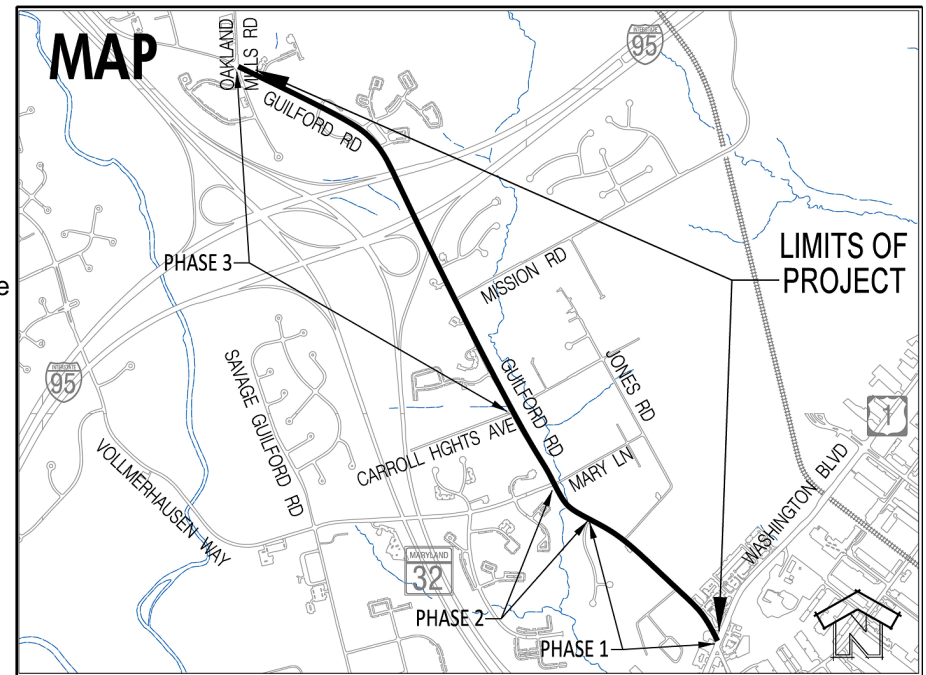 MAP
OAKLAND
MILLS RD
INTERSTATE
95
GUILFORD RD
LIMITS OF
PROJECT
PHASE 3
MISSION RD
e
INTERSTATE
95
SAVAGE GUILFORD RD
GUILFORD RD
JONES RD
1
CARROLL HGHTS AVE
MARY LN
VOLLMERHAUSEN WAY
WASHINGTON BLVD
MARYLAND
32
PHASE 2
PHASE 1
N